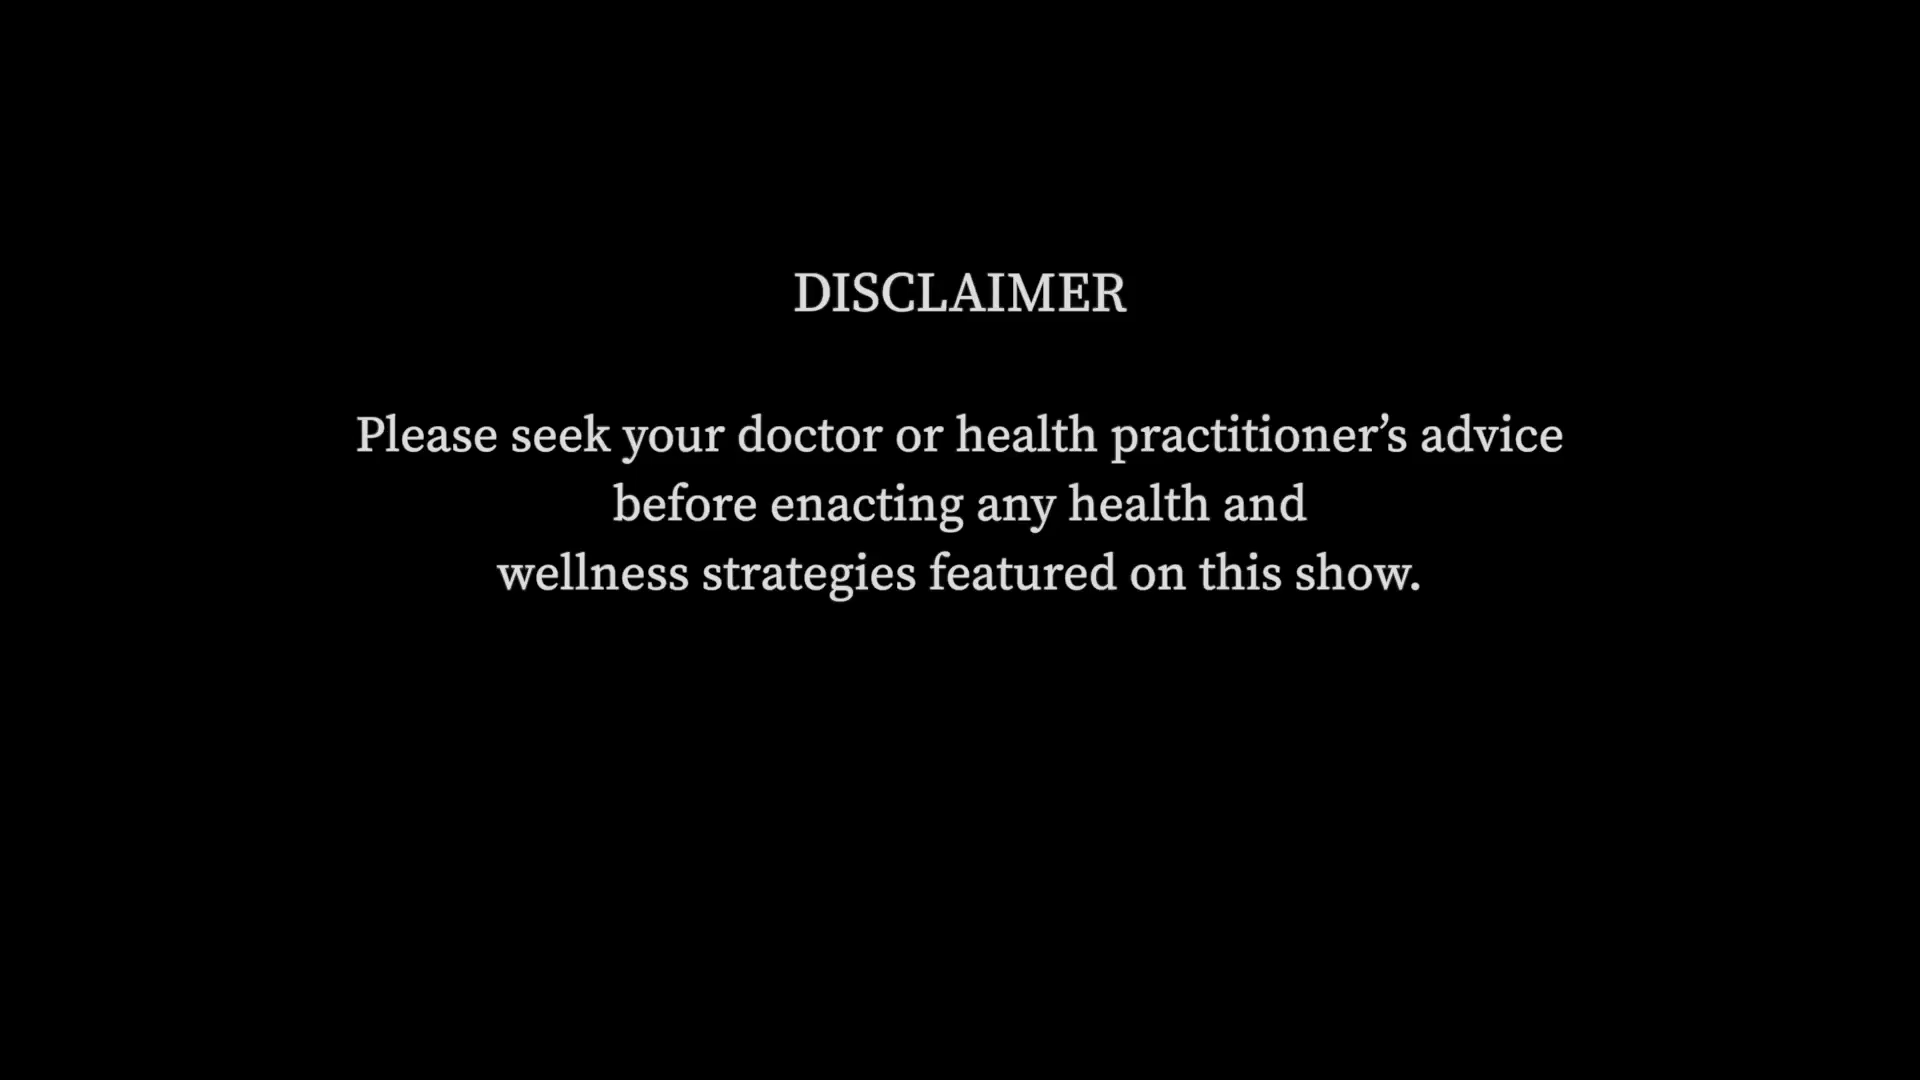 DISCLAIMER
Please seek your doctor or health practitioner’s advice
before enacting any health and
wellness strategies featured on this show.